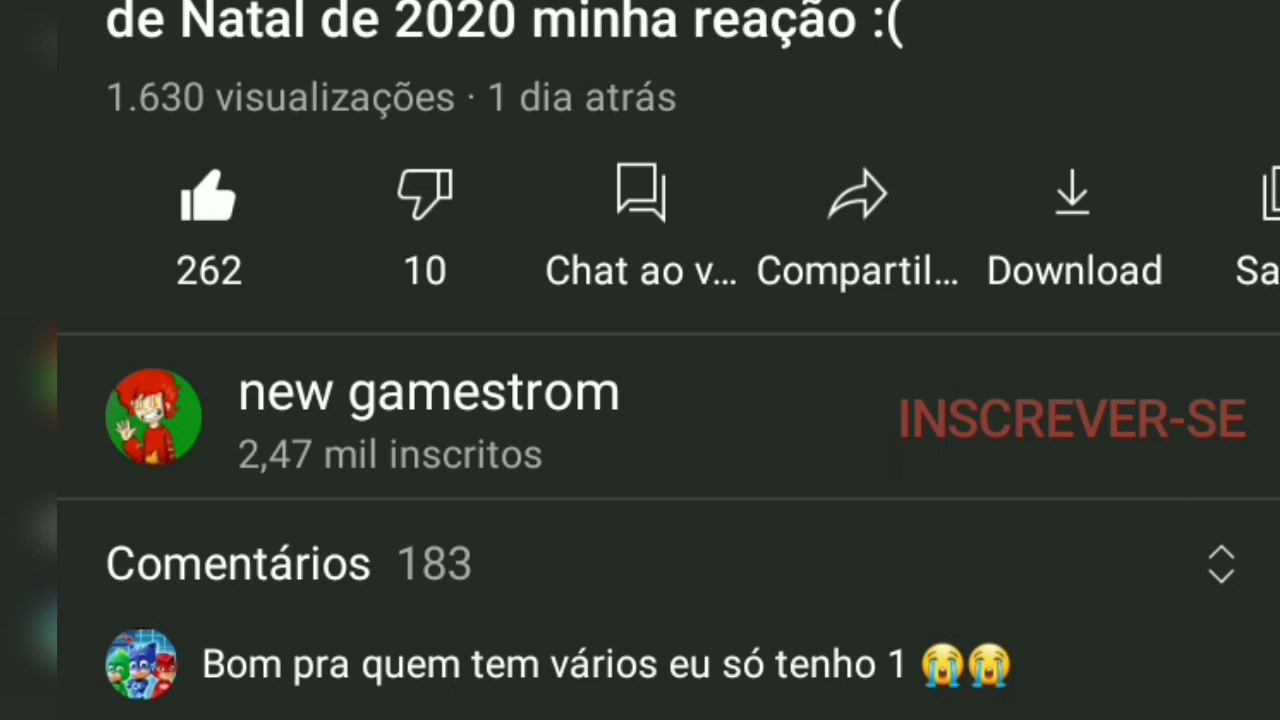 de Natal de 2020 minha reação :(
1.630 visualizações · 1 dia atrás
262 10 Chat ao v... Compartil... Download Sa
new gamestrom
INSCREVER-SE
2,47 mil inscritos
Comentários 183
Bom pra quem tem vários eu só tenho 1 😭😭